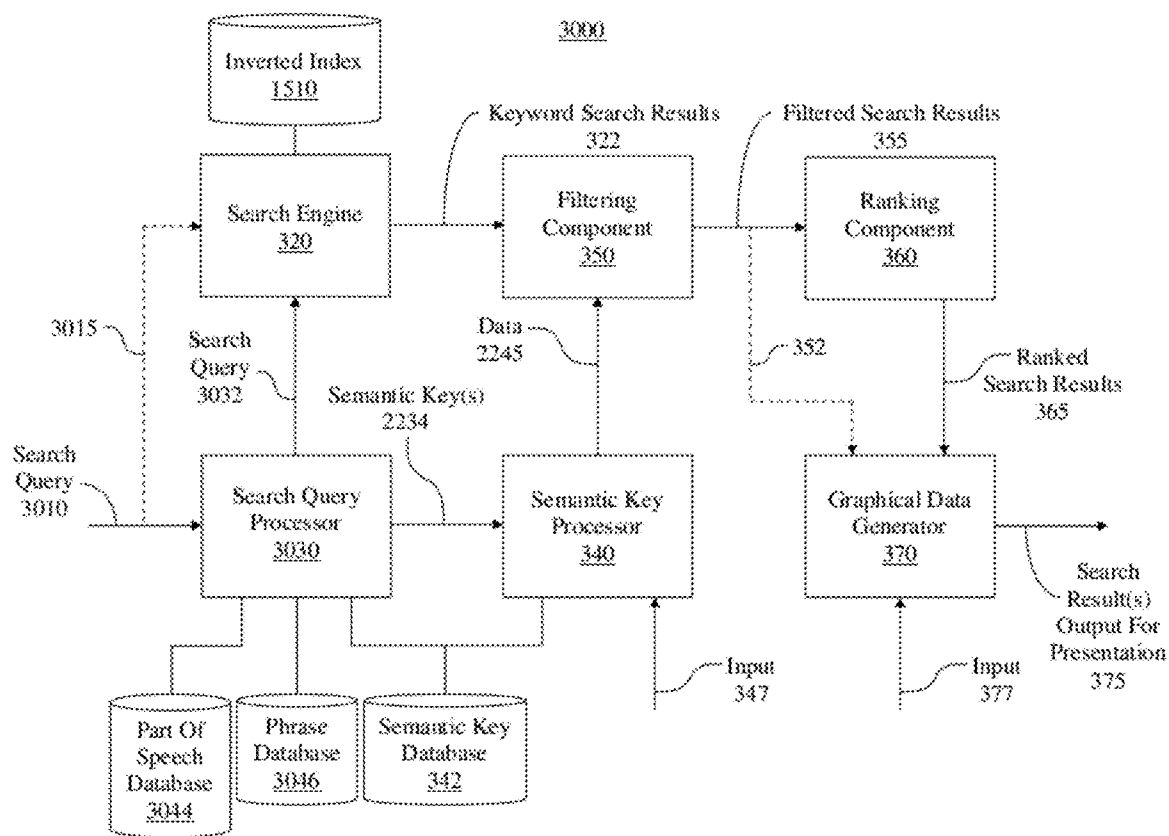 3000
Inverted Index
1510
Keyword Search Results
322
Filtered Search Results
355
Search Engine
320
Filtering
Component
350
Ranking
Component
360
3015
Search
Query
3032
Data
2245
352
Ranked
Search Results
365
Semantic Key(s)
2234
Search
Query
3010
Search Query
Processor
3030
Semantic Key
Processor
340
Graphical Data
Generator
370
Search
Result(s)
Output For
Presentation
375
Input
347
Input
377
Part Of
Speech
Database
3044
Phrase
Database
3046
Semantic Key
Database
342